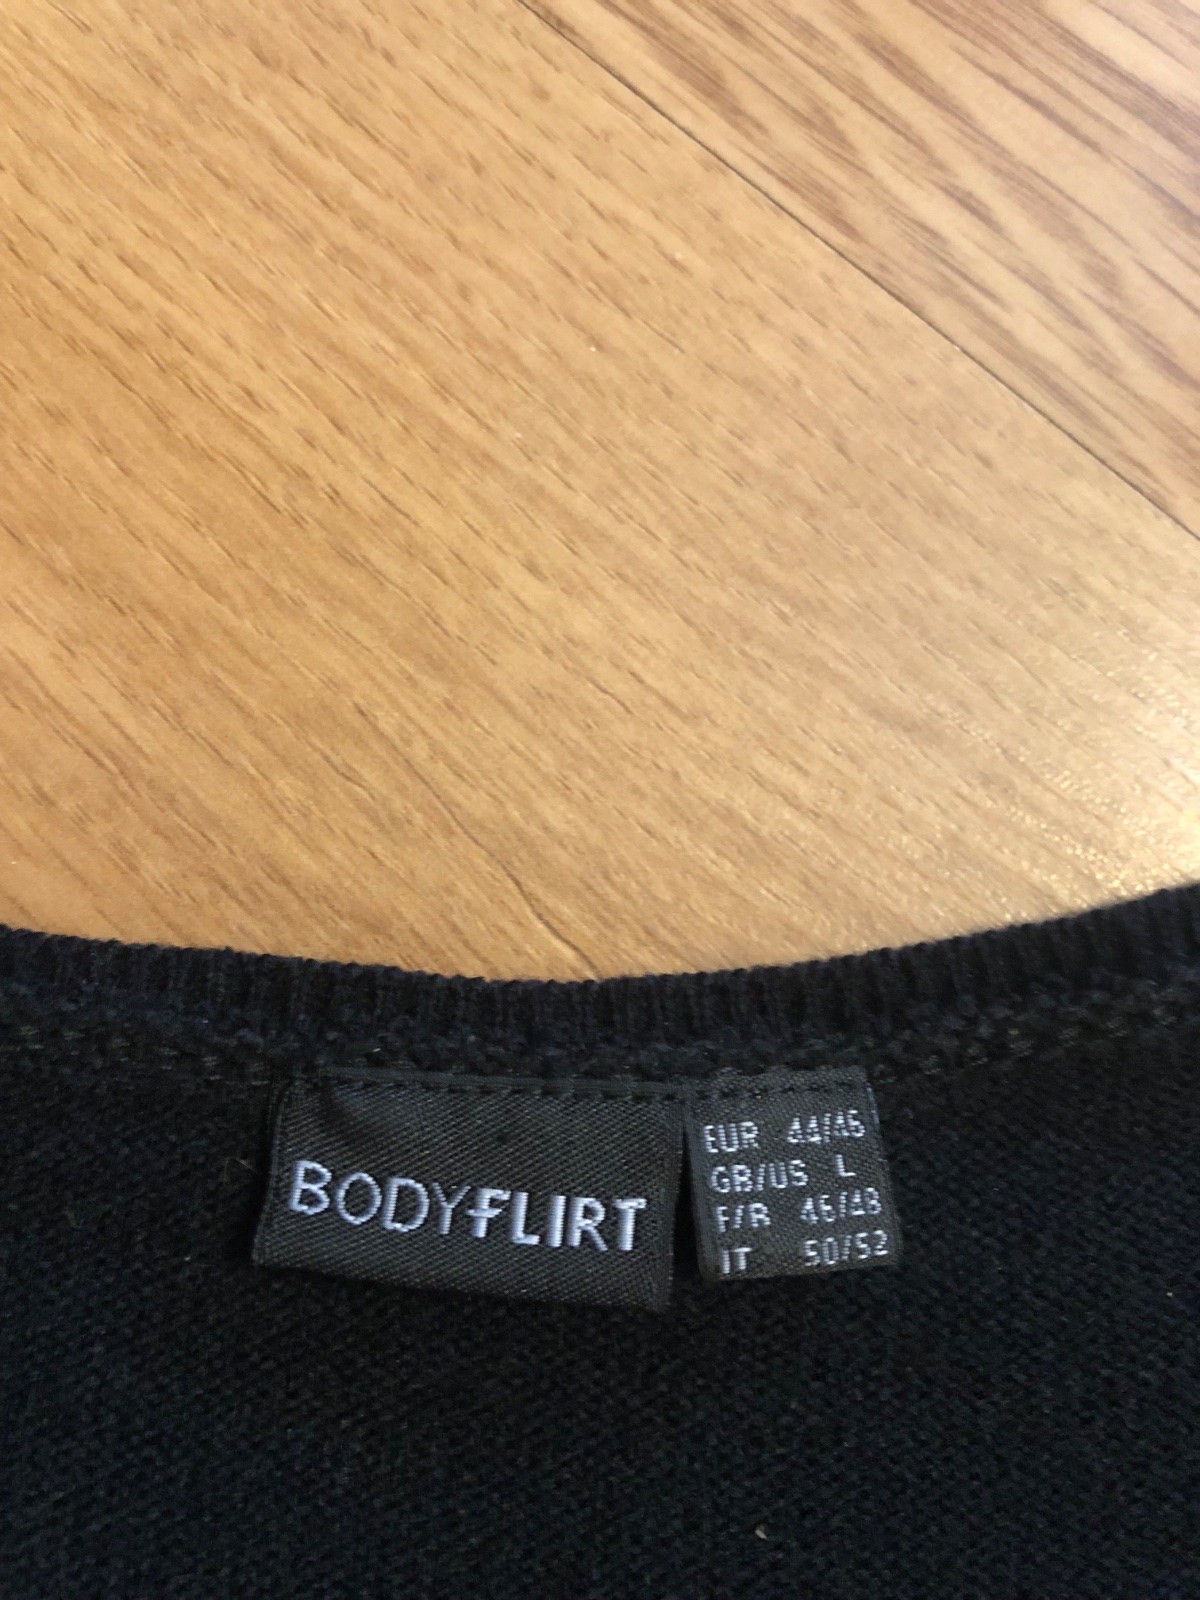 BODYFLIRT
EUR 44/46
GB/US L
F/B 46/48
IT 50/52